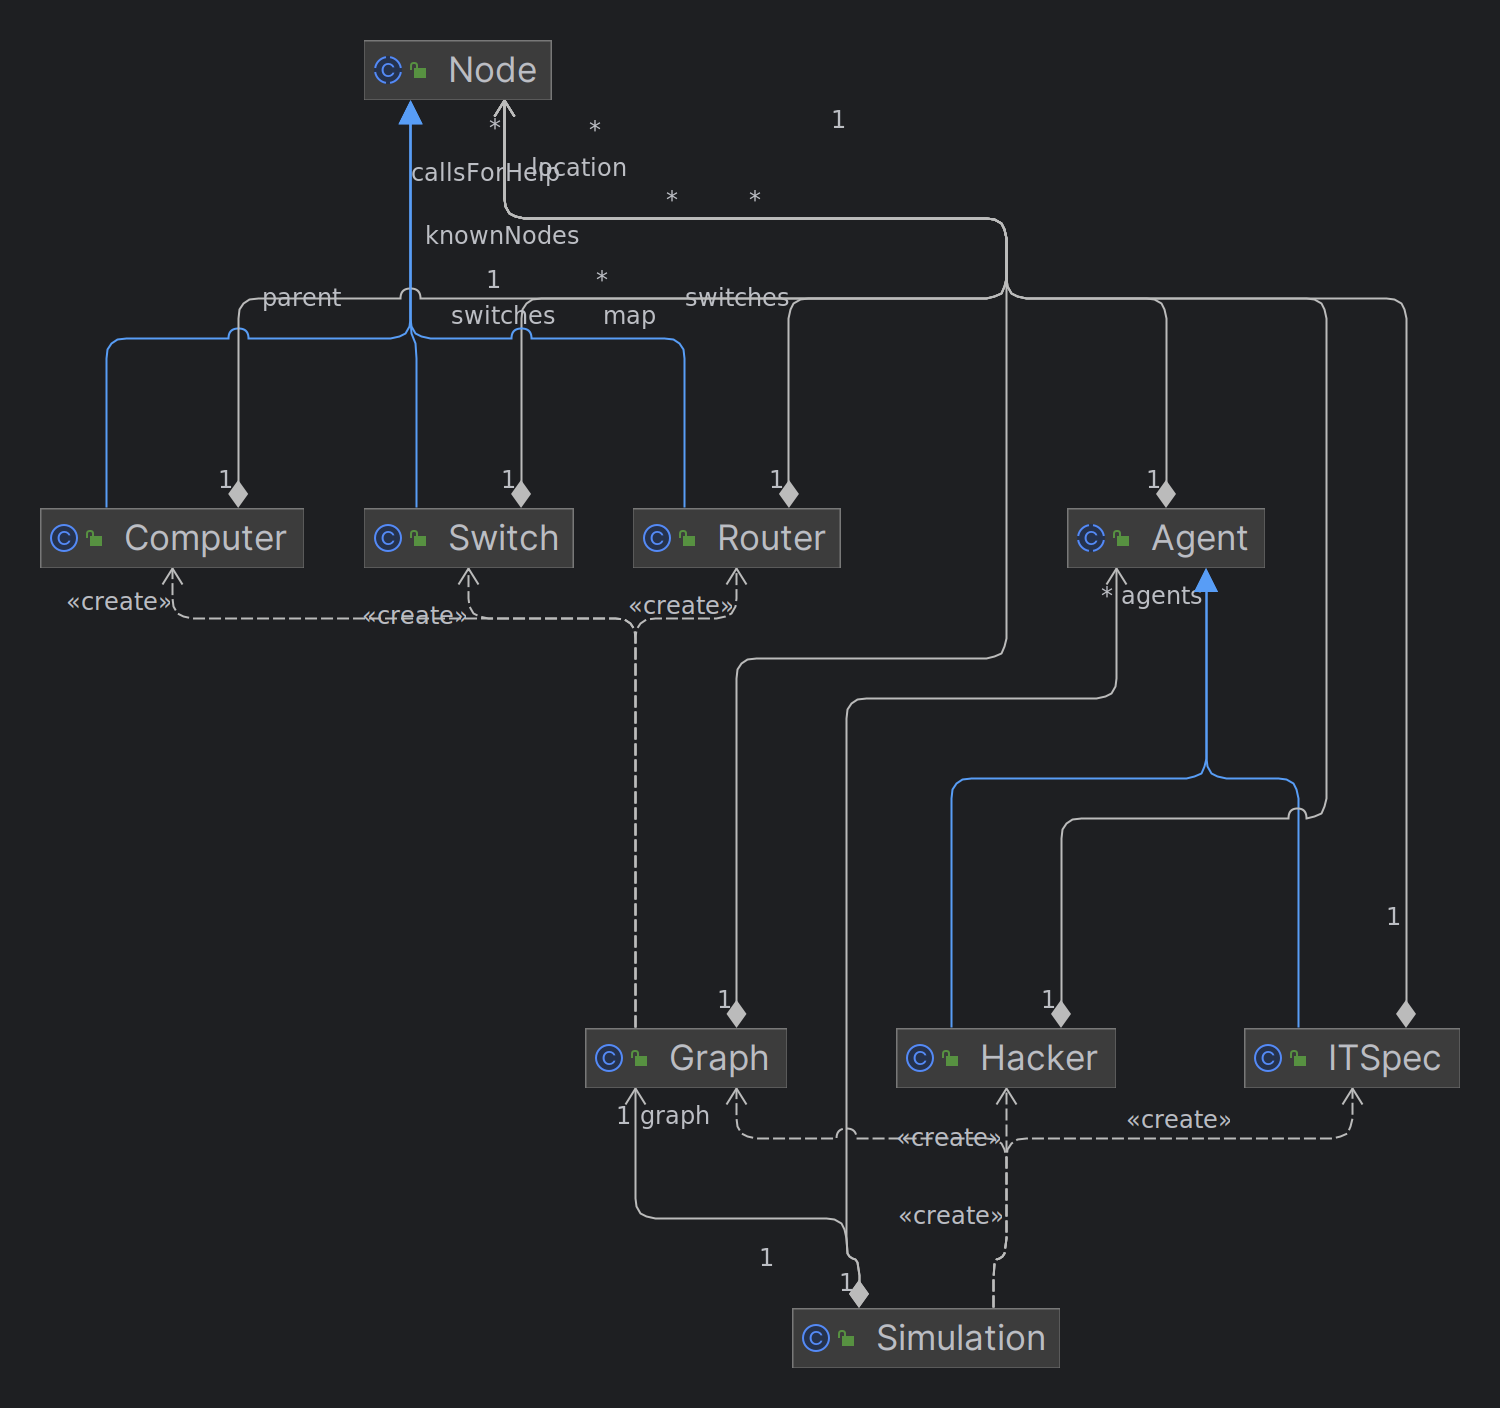 Node
1
* *
callsForHelp location
* *
knownNodes
1 *
parent switches
switches map
1 1 1 1
Computer Switch Router Agent
«create» «create» «create» * agents
1
1 1
Graph Hacker ITSpec
1 graph «create»
«create»
«create»
1
1
Simulation